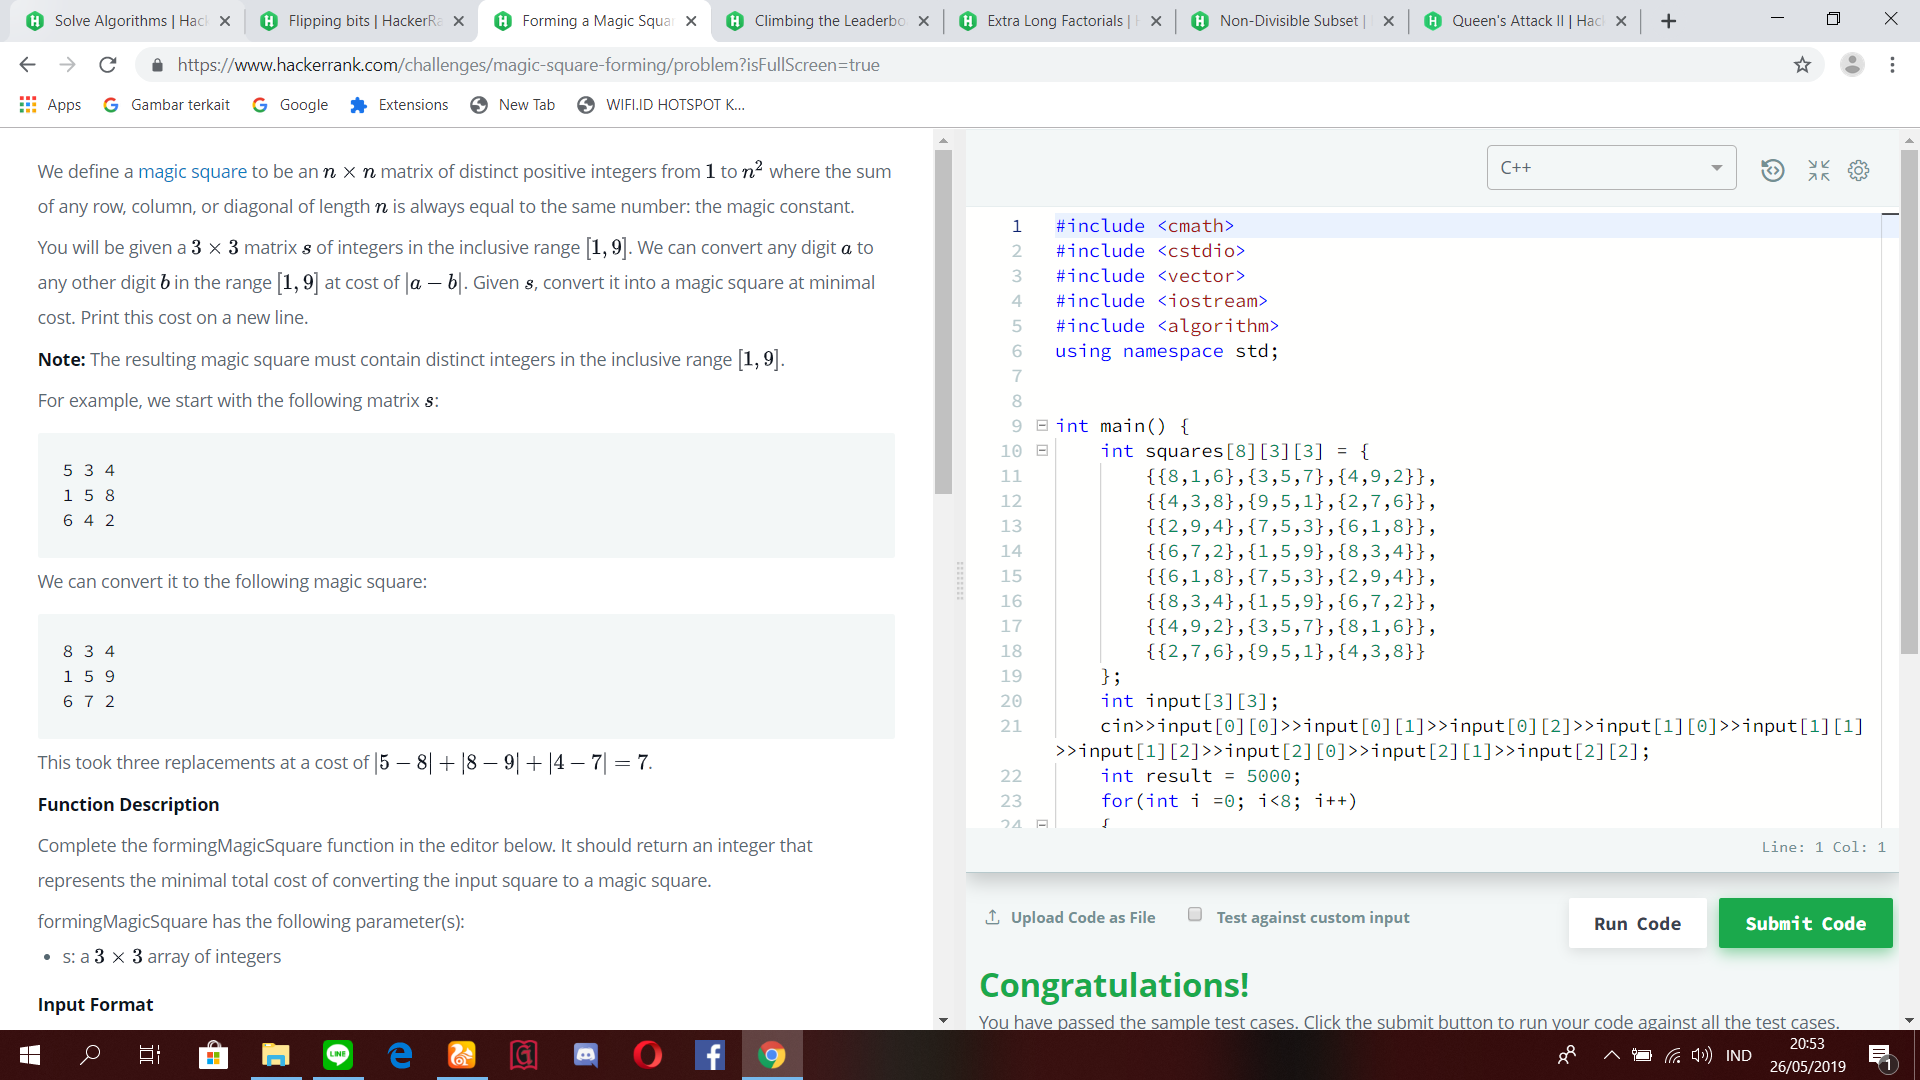 Solve Algorithms | Hack
Flipping bits | HackerRa
Forming a Magic Squar
Climbing the Leaderbo
Extra Long Factorials |
Non-Divisible Subset |
Queen's Attack II | Hac
https://www.hackerrank.com/challenges/magic-square-forming/problem?isFullScreen=true
Apps
Gambar terkait
Google
Extensions
New Tab
WIFI.ID HOTSPOT K...
We define a magic square to be an n × n matrix of distinct positive integers from 1 to n² where the sum
of any row, column, or diagonal of length n is always equal to the same number: the magic constant.
You will be given a 3 × 3 matrix s of integers in the inclusive range [1, 9]. We can convert any digit a to
any other digit b in the range [1, 9] at cost of |a − b|. Given s, convert it into a magic square at minimal
cost. Print this cost on a new line.
Note: The resulting magic square must contain distinct integers in the inclusive range [1, 9].
For example, we start with the following matrix s:
5 3 4
1 5 8
6 4 2
We can convert it to the following magic square:
8 3 4
1 5 9
6 7 2
This took three replacements at a cost of |5 − 8| + |8 − 9| + |4 − 7| = 7.
Function Description
Complete the formingMagicSquare function in the editor below. It should return an integer that
represents the minimal total cost of converting the input square to a magic square.
formingMagicSquare has the following parameter(s):
• s: a 3 × 3 array of integers
Input Format
C++
1 #include <cmath>
2 #include <cstdio>
3 #include <vector>
4 #include <iostream>
5 #include <algorithm>
6 using namespace std;
7
8
9 int main() {
10 int squares[8][3][3] = {
11 {{8,1,6},{3,5,7},{4,9,2}},
12 {{4,3,8},{9,5,1},{2,7,6}},
13 {{2,9,4},{7,5,3},{6,1,8}},
14 {{6,7,2},{1,5,9},{8,3,4}},
15 {{6,1,8},{7,5,3},{2,9,4}},
16 {{8,3,4},{1,5,9},{6,7,2}},
17 {{4,9,2},{3,5,7},{8,1,6}},
18 {{2,7,6},{9,5,1},{4,3,8}}
19 };
20 int input[3][3];
21 cin>>input[0][0]>>input[0][1]>>input[0][2]>>input[1][0]>>input[1][1]
>>input[1][2]>>input[2][0]>>input[2][1]>>input[2][2];
22 int result = 5000;
23 for(int i =0; i<8; i++)
24 {
Line: 1 Col: 1
Upload Code as File
Test against custom input
Run Code
Submit Code
Congratulations!
You have passed the sample test cases. Click the submit button to run your code against all the test cases.
LINE
IND
20:53
26/05/2019
1